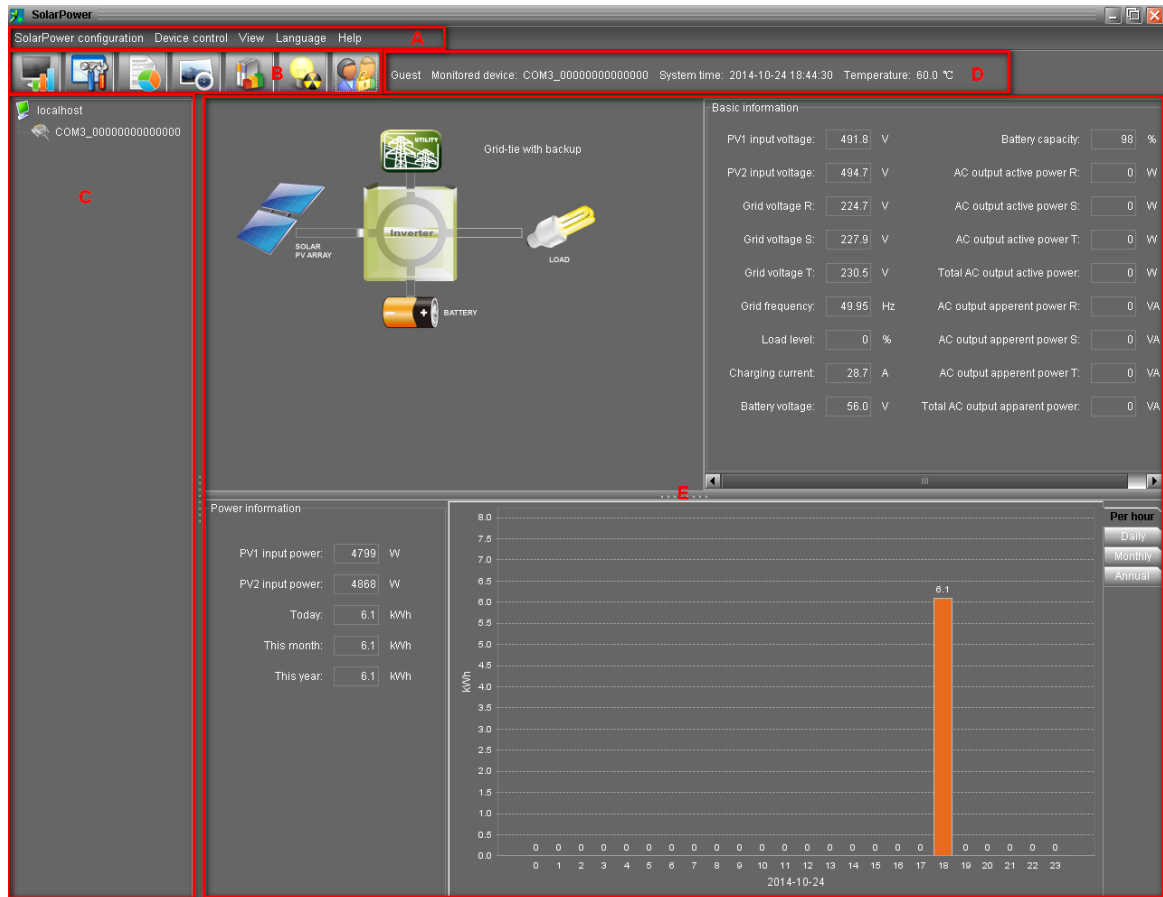 SolarPower
SolarPower configuration Device control View Language Help A
B
Guest Monitored device: COM3_00000000000000 System time: 2014-10-24 18:44:30 Temperature: 60.0 ℃ D
localhost
COM3_00000000000000
C
UTILITY
Grid-tie with backup
SOLAR
PV ARRAY
Inverter
LOAD
BATTERY
Basic information
PV1 input voltage: 491.8 V Battery capacity: 98 %
PV2 input voltage: 494.7 V AC output active power R: 0 W
Grid voltage R: 224.7 V AC output active power S: 0 W
Grid voltage S: 227.9 V AC output active power T: 0 W
Grid voltage T: 230.5 V Total AC output active power: 0 W
Grid frequency: 49.95 Hz AC output apperent power R: 0 VA
Load level: 0 % AC output apperent power S: 0 VA
Charging current: 28.7 A AC output apperent power T: 0 VA
Battery voltage: 56.0 V Total AC output apparent power: 0 VA
E
Power information
PV1 input power: 4799 W
PV2 input power: 4868 W
Today: 6.1 kWh
This month: 6.1 kWh
This year: 6.1 kWh
8.0
7.5
7.0
6.5
6.0
5.5
5.0
4.5
4.0
3.5
3.0
2.5
2.0
1.5
1.0
0.5
0.0
kWh
6.1
0 0 0 0 0 0 0 0 0 0 0 0 0 0 0 0 0 0 0 0 0 0 0
0 1 2 3 4 5 6 7 8 9 10 11 12 13 14 15 16 17 18 19 20 21 22 23
2014-10-24
Per hour
Daily
Monthly
Annual